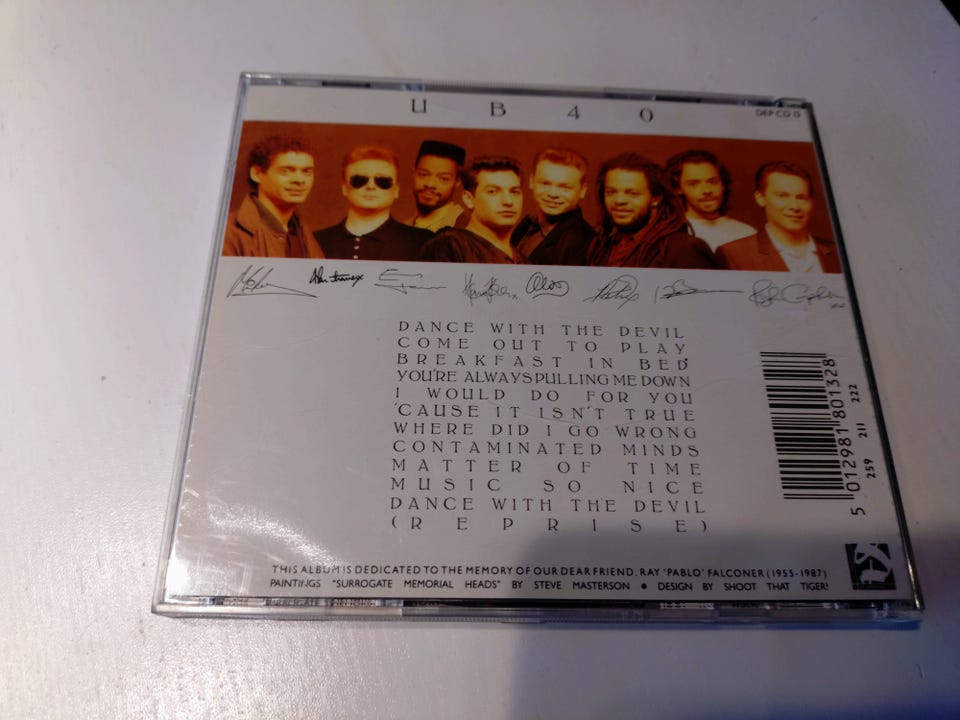 UB40
DEP CD 13
DANCE WITH THE DEVIL
COME OUT TO PLAY
BREAKFAST IN BED
YOU'RE ALWAYS PULLING ME DOWN
I WOULD DO FOR YOU
'CAUSE IT ISN'T TRUE
WHERE DID I GO WRONG
CONTAMINATED MINDS
MATTER OF TIME
MUSIC SO NICE
DANCE WITH THE DEVIL
(REPRISE)
5 012981 801328
259 211 222
THIS ALBUM IS DEDICATED TO THE MEMORY OF OUR DEAR FRIEND. RAY 'PABLO' FALCONER (1955-1987)
PAINTINGS "SURROGATE MEMORIAL HEADS" BY STEVE MASTERSON • DESIGN BY SHOOT THAT TIGER!